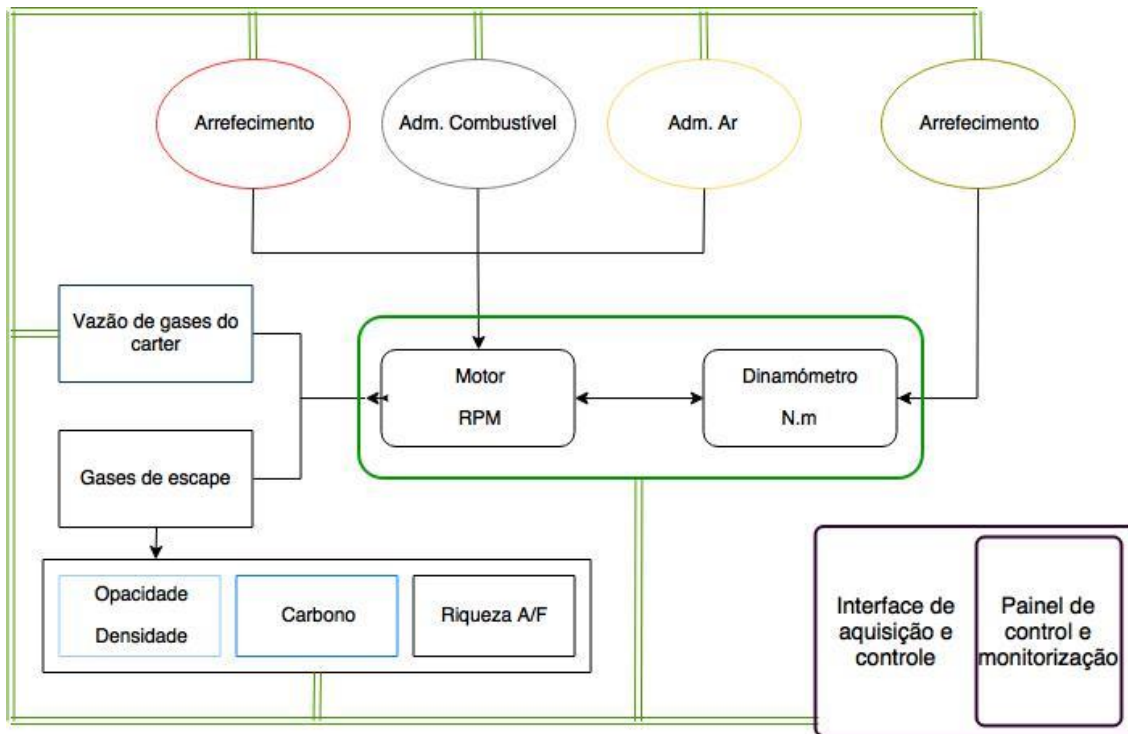 Arrefecimento
Adm. Combustível
Adm. Ar
Arrefecimento
Vazão de gases do
carter
Motor
RPM
Dinamómetro
N.m
Gases de escape
Opacidade
Densidade
Carbono
Riqueza A/F
Interface de
aquisição e
controle
Painel de
control e
monitorização